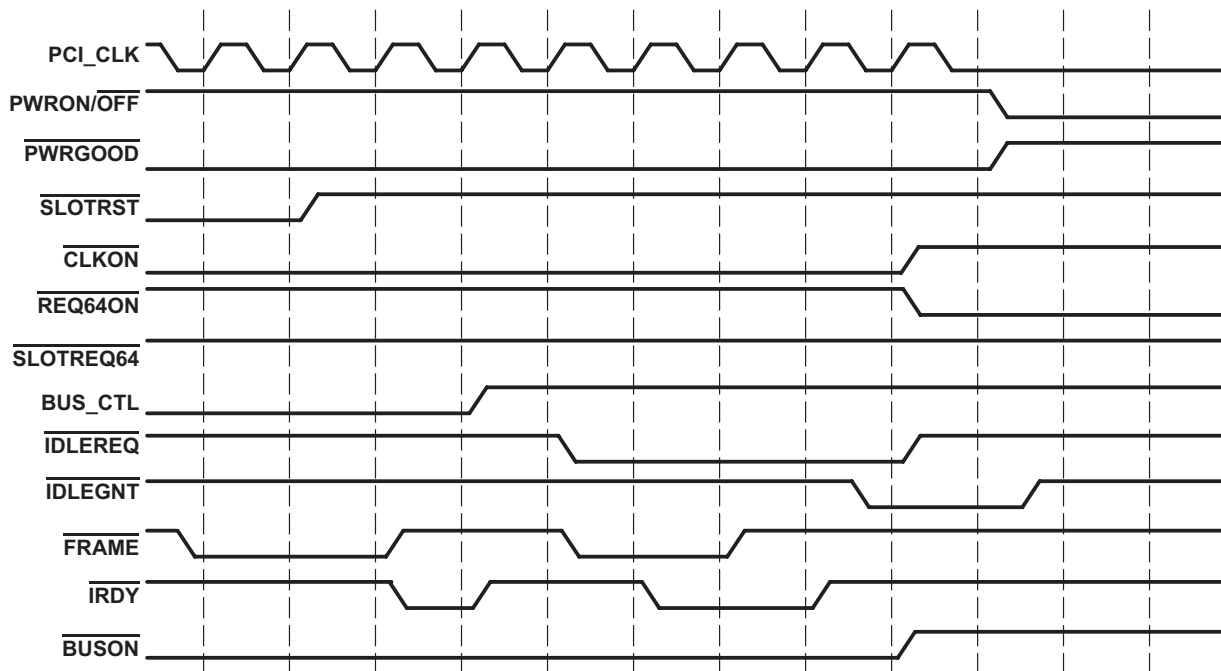 PCI_CLK
PWRON/OFF
PWRGOOD
SLOTRST
CLKON
REQ64ON
SLOTREQ64
BUS_CTL
IDLEREQ
IDLEGNT
FRAME
IRDY
BUSON